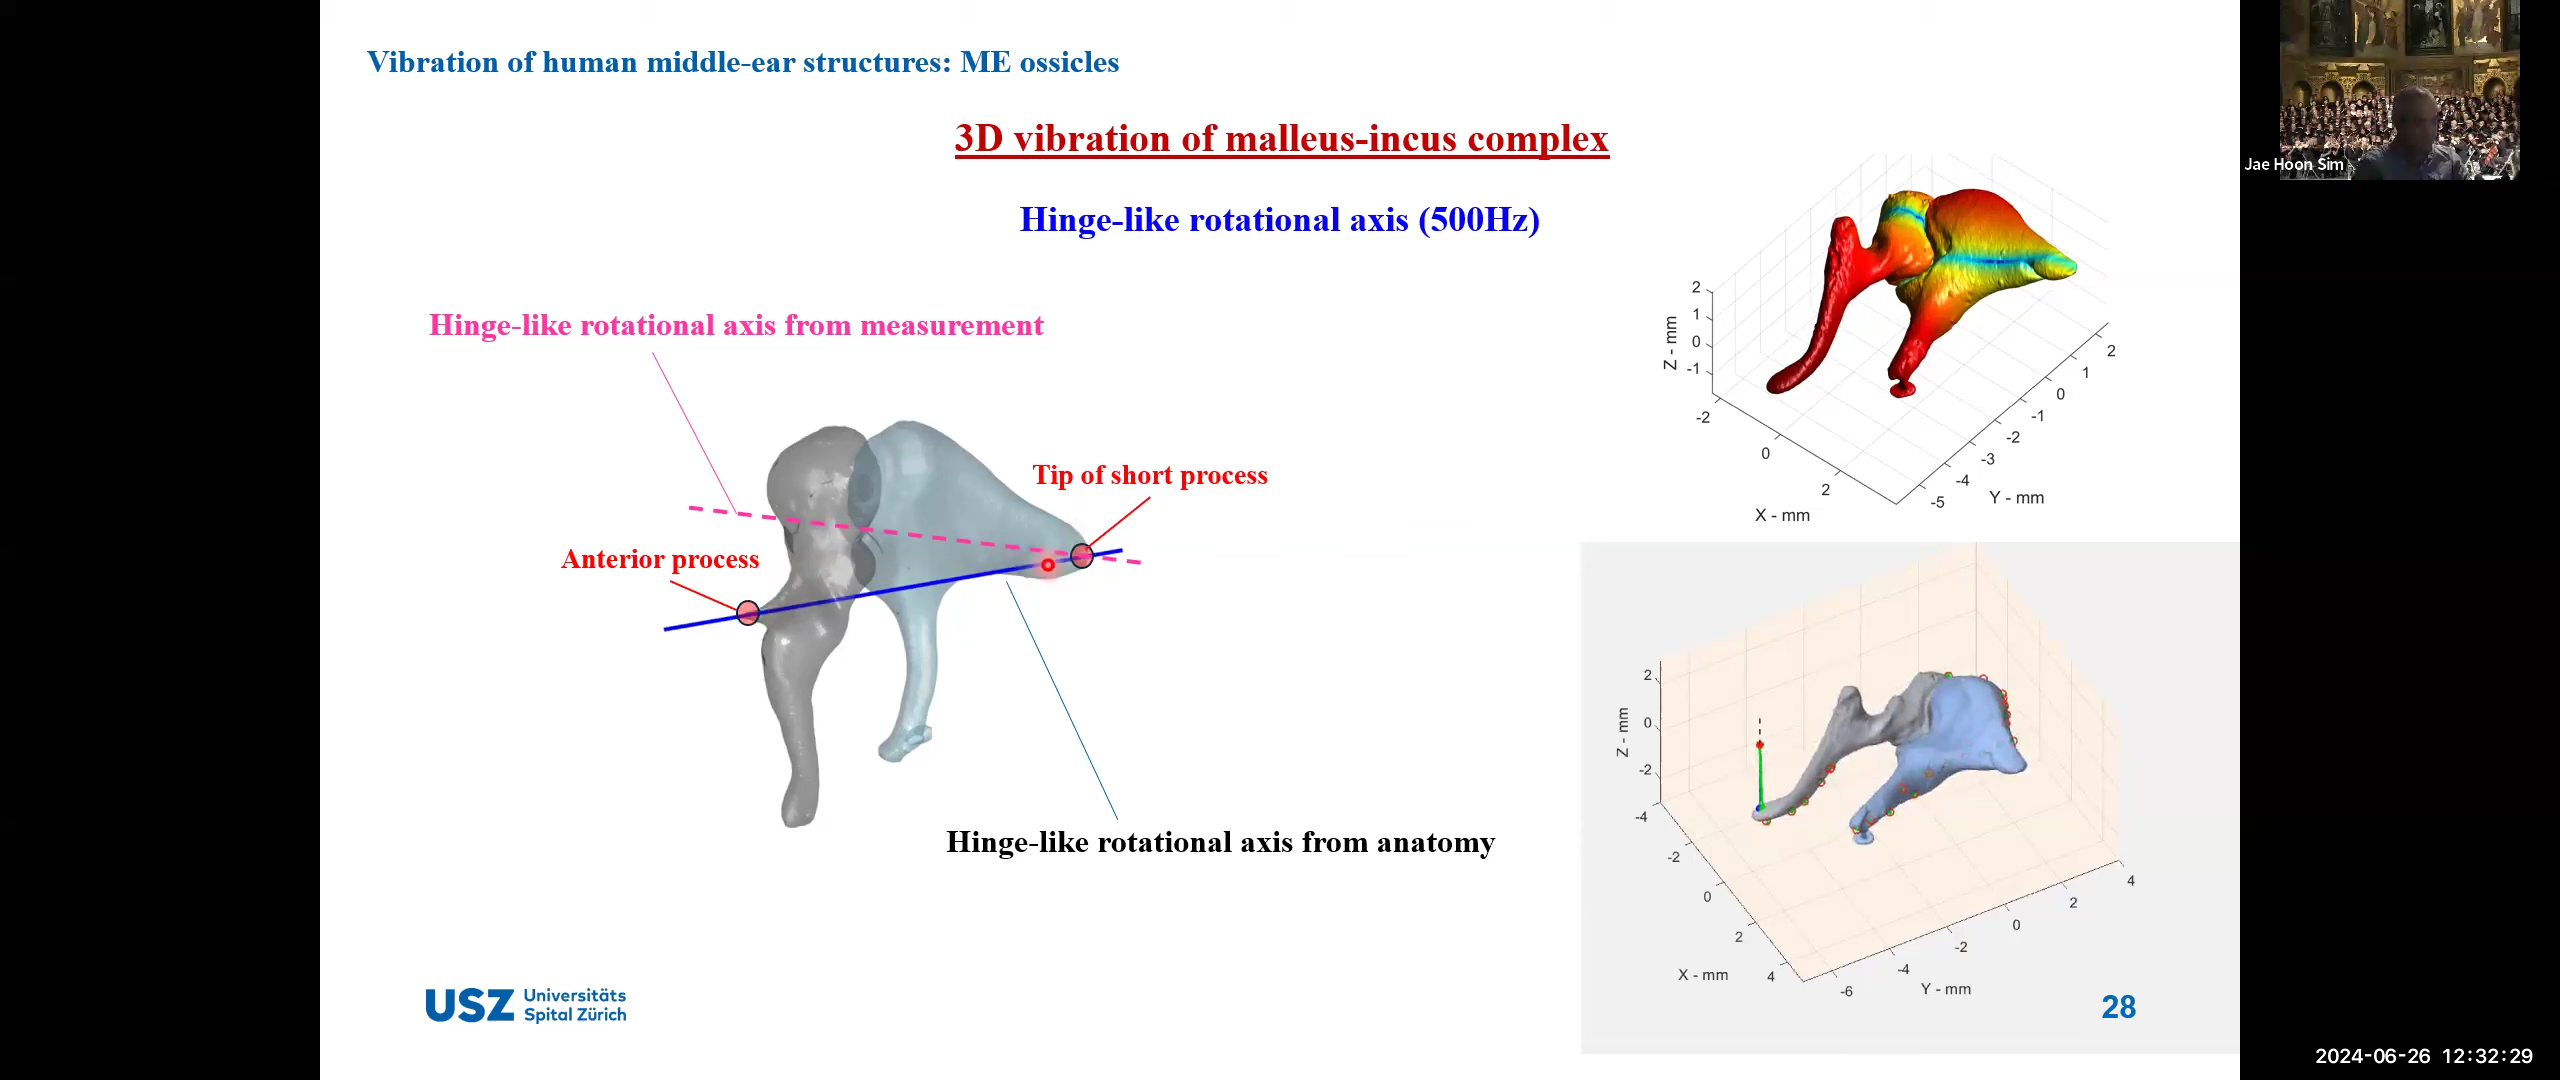 Vibration of human middle-ear structures: ME ossicles
3D vibration of malleus-incus complex
Hinge-like rotational axis (500Hz)
Hinge-like rotational axis from measurement
Tip of short process
Anterior process
Hinge-like rotational axis from anatomy
2
1
0
-1
Z - mm
-2
0
2
X - mm
-5
-4
-3
-2
-1
0
1
2
Y - mm
2
0
-2
-4
Z - mm
-2
0
2
4
X - mm
-6
-4
-2
0
2
4
Y - mm
USZ Universitäts
Spital Zürich
28
Jae Hoon Sim
2024-06-26 12:32:29